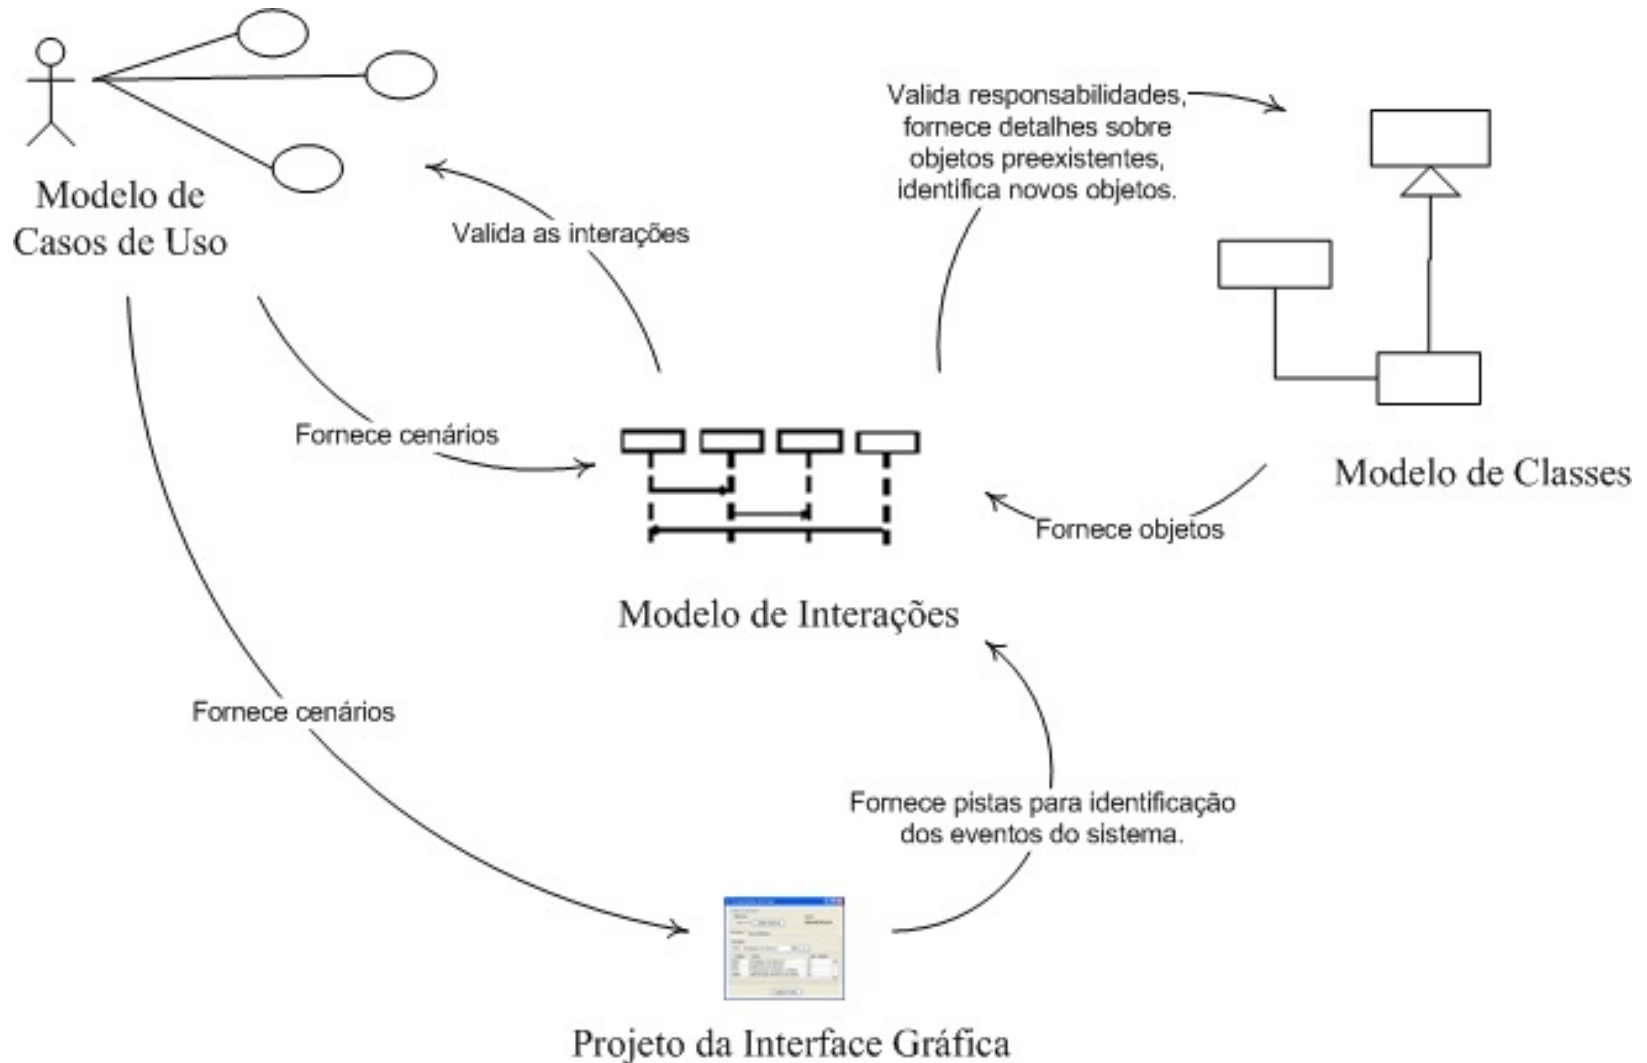 Modelo de
Casos de Uso
Valida as interações
Valida responsabilidades,
fornece detalhes sobre
objetos preexistentes,
identifica novos objetos.
Fornece cenários
Modelo de Classes
Fornece objetos
Modelo de Interações
Fornece cenários
Fornece pistas para identificação
dos eventos do sistema.
Projeto da Interface Gráfica